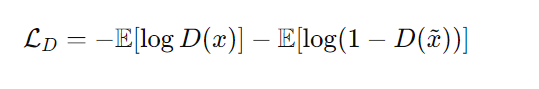 ℒ_D = −𝔼[log D(x)] − 𝔼[log(1 − D(x̃))]